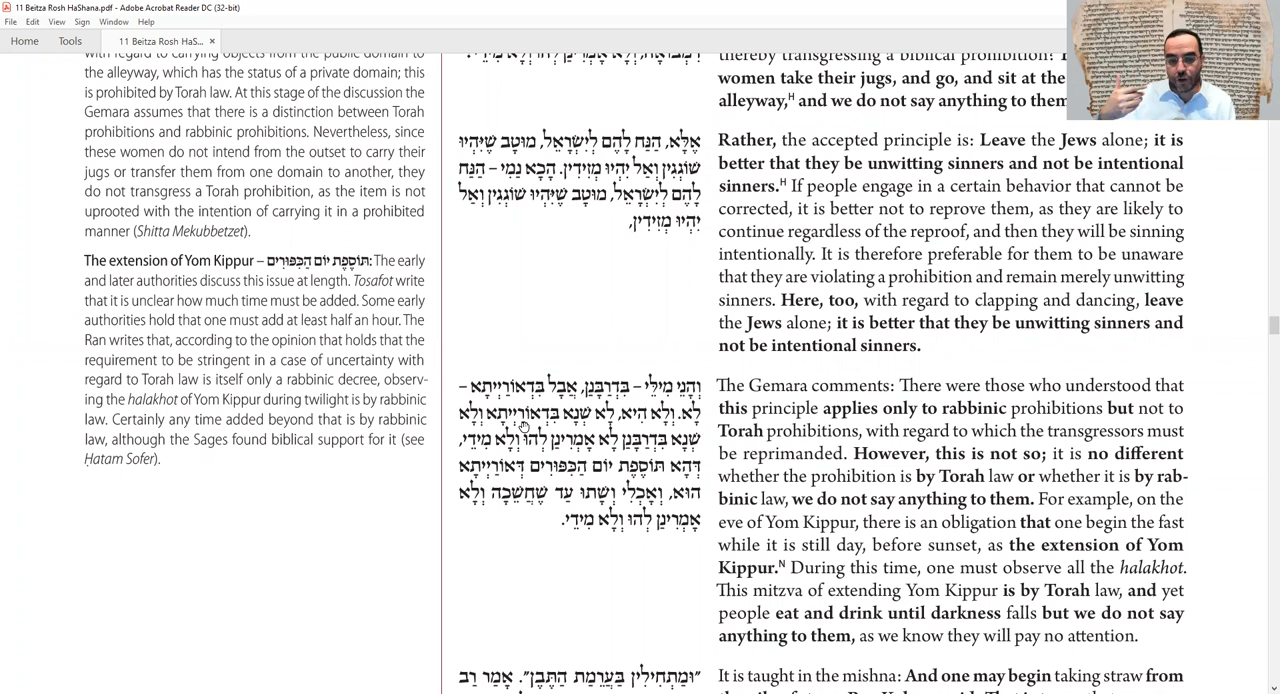 11 Beitza Rosh HaShana.pdf - Adobe Acrobat Reader DC (32-bit)
File Edit View Sign Window Help
Home Tools 11 Beitza Rosh HaS... ×
with regard to carrying objects from the public domain
the alleyway, which has the status of a private domain; this
is prohibited by Torah law. At this stage of the discussion the
Gemara assumes that there is a distinction between Torah
prohibitions and rabbinic prohibitions. Nevertheless, since
these women do not intend from the outset to carry their
jugs or transfer them from one domain to another, they
do not transgress a Torah prohibition, as the item is not
uprooted with the intention of carrying it in a prohibited
manner (Shitta Mekubbetzet).
The extension of Yom Kippur – תּוֹסֶפֶת יוֹם הַכִּפּוּרִים: The early
and later authorities discuss this issue at length. Tosafot write
that it is unclear how much time must be added. Some early
authorities hold that one must add at least half an hour. The
Ran writes that, according to the opinion that holds that the
requirement to be stringent in a case of uncertainty with
regard to Torah law is itself only a rabbinic decree, observ-
ing the halakhot of Yom Kippur during twilight is by rabbinic
law. Certainly any time added beyond that is by rabbinic
law, although the Sages found biblical support for it (see
Ḥatam Sofer).
אֶלָּא, הַנַּח לָהֶם לְיִשְׂרָאֵל, מוּטָב שֶׁיִּהְיוּ
שׁוֹגְגִין וְאַל יִהְיוּ מְזִידִין. הָכָא נַמֵי – הַנַּח
לָהֶם לְיִשְׂרָאֵל, מוּטָב שֶׁיִּהְיוּ שׁוֹגְגִין וְאַל
יִהְיוּ מְזִידִין,
וְהָנֵי מִילֵּי – בִּדְרַבָּנַן, אֲבָל בִּדְאוֹרַיְיתָא –
לָא. וְלָא הִיא, לָא שְׁנָא בִּדְאוֹרַיְיתָא וְלָא
שְׁנָא בִּדְרַבָּנַן לָא אָמְרִינַן לְהוּ וְלָא מִידֵי,
דְּהָא תּוֹסֶפֶת יוֹם הַכִּפּוּרִים דְּאוֹרַיְיתָא
הוּא, וְאָכְלִי וְשָׁתוּ עַד שֶׁחֲשֵׁכָה וְלָא
אָמְרִינַן לְהוּ וְלָא מִידֵי.
״וּמַתְחִילִין בַּעֲרֵמַת הַתֶּבֶן״. אָמַר רַב
thereby transgressing a biblical prohibition?
women take their jugs, and go, and sit at the
alleyway,ᴴ and we do not say anything to them
Rather, the accepted principle is: Leave the Jews alone; it is
better that they be unwitting sinners and not be intentional
sinners.ᴴ If people engage in a certain behavior that cannot be
corrected, it is better not to reprove them, as they are likely to
continue regardless of the reproof, and then they will be sinning
intentionally. It is therefore preferable for them to be unaware
that they are violating a prohibition and remain merely unwitting
sinners. Here, too, with regard to clapping and dancing, leave
the Jews alone; it is better that they be unwitting sinners and
not be intentional sinners.
The Gemara comments: There were those who understood that
this principle applies only to rabbinic prohibitions but not to
Torah prohibitions, with regard to which the transgressors must
be reprimanded. However, this is not so; it is no different
whether the prohibition is by Torah law or whether it is by rab-
binic law, we do not say anything to them. For example, on the
eve of Yom Kippur, there is an obligation that one begin the fast
while it is still day, before sunset, as the extension of Yom
Kippur.ᴺ During this time, one must observe all the halakhot.
This mitzva of extending Yom Kippur is by Torah law, and yet
people eat and drink until darkness falls but we do not say
anything to them, as we know they will pay no attention.
It is taught in the mishna: And one may begin taking straw from